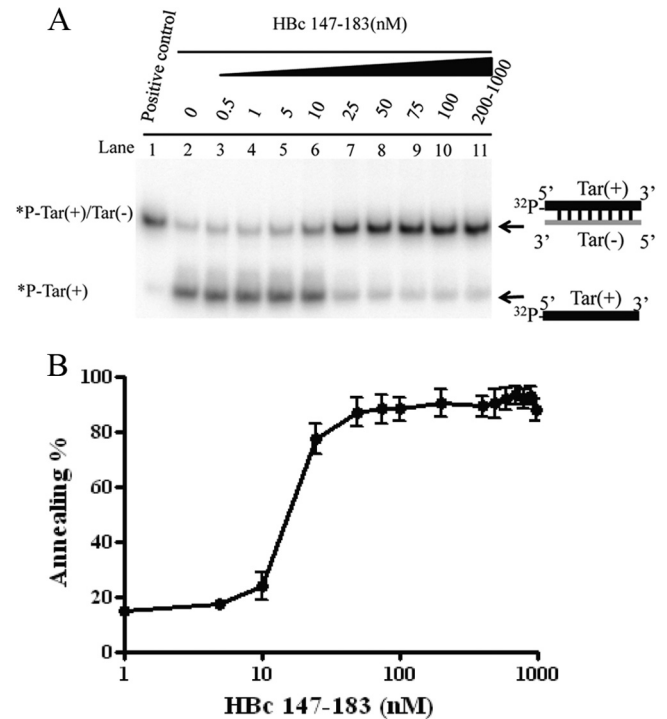 A
HBc 147-183(nM)
Positive control 0 0.5 1 5 10 25 50 75 100 200-1000
Lane 1 2 3 4 5 6 7 8 9 10 11
*P-Tar(+)/Tar(-)
5’ Tar(+) 3’
32P-
3’ Tar(-) 5’
*P-Tar(+)
5’ Tar(+) 3’
32P-
B
Annealing %
100
80
60
40
20
0
1 10 100 1000
HBc 147-183 (nM)